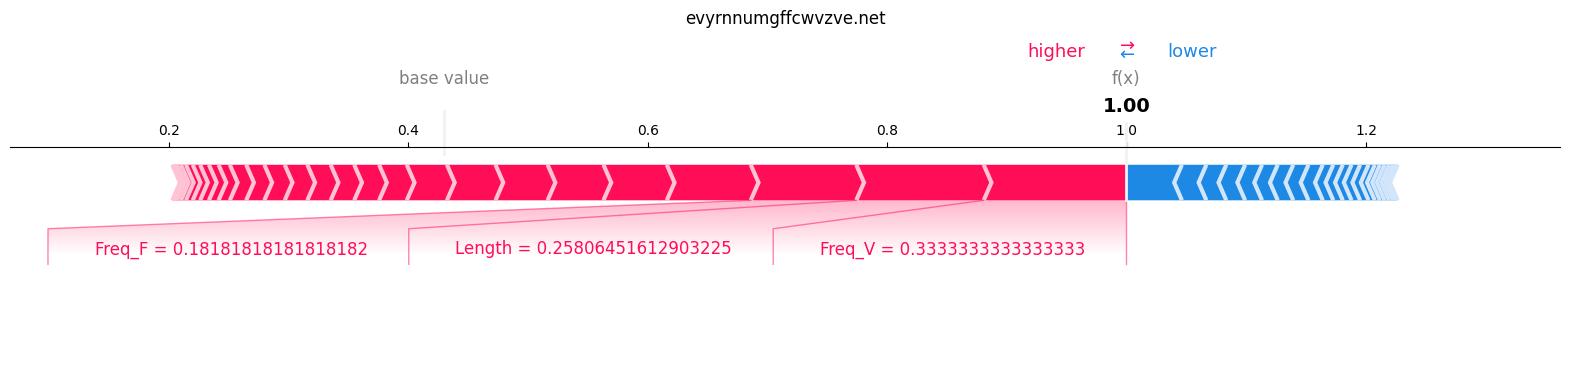 evyrnnumgffcwvzve.net
higher ⇄ lower
base value f(x)
1.00
0.2 0.4 0.6 0.8 1.0 1.2
Freq_F = 0.18181818181818182 Length = 0.25806451612903225 Freq_V = 0.3333333333333333